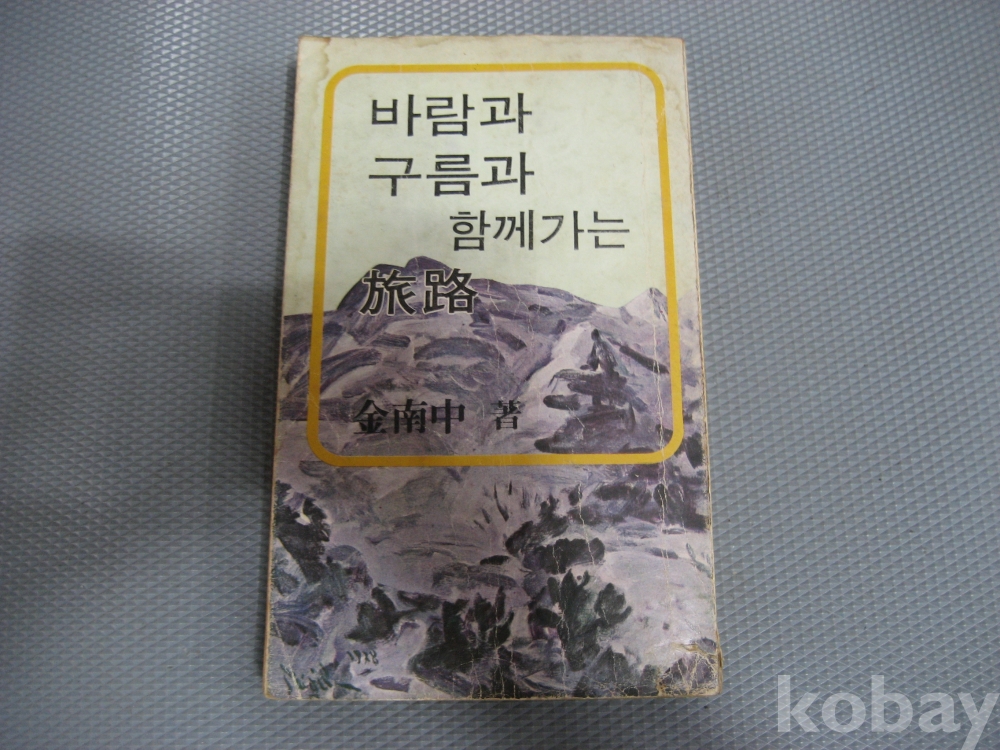 바람과
구름과
함께가는
旅路
金南中 著
kobay